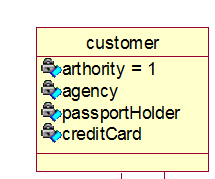 customer
arthority = 1
agency
passportHolder
creditCard